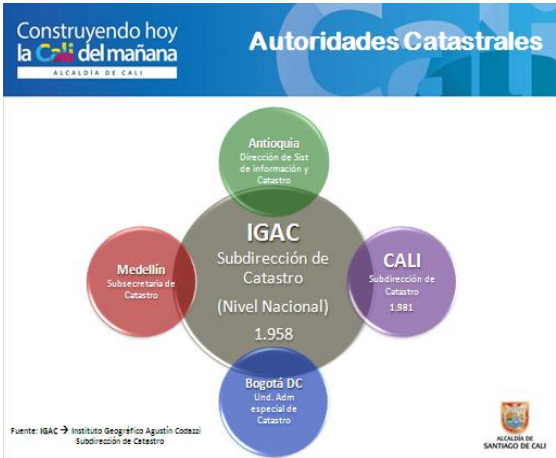 Construyendo hoy
la Cali del mañana
ALCALDÍA DE CALI
Autoridades Catastrales
Antioquia
Dirección de Sist
de información y
Catastro
IGAC
Subdirección de
Catastro
(Nivel Nacional)
1.958
Medellín
Subsecretaria de
Catastro
CALI
Subdirección de
Catastro
1.981
Bogotá DC
Und. Adm
especial de
Catastro
Fuente: IGAC → Instituto Geográfico Agustín Codazzi
Subdirección de Catastro
ALCALDÍA DE
SANTIAGO DE CALI